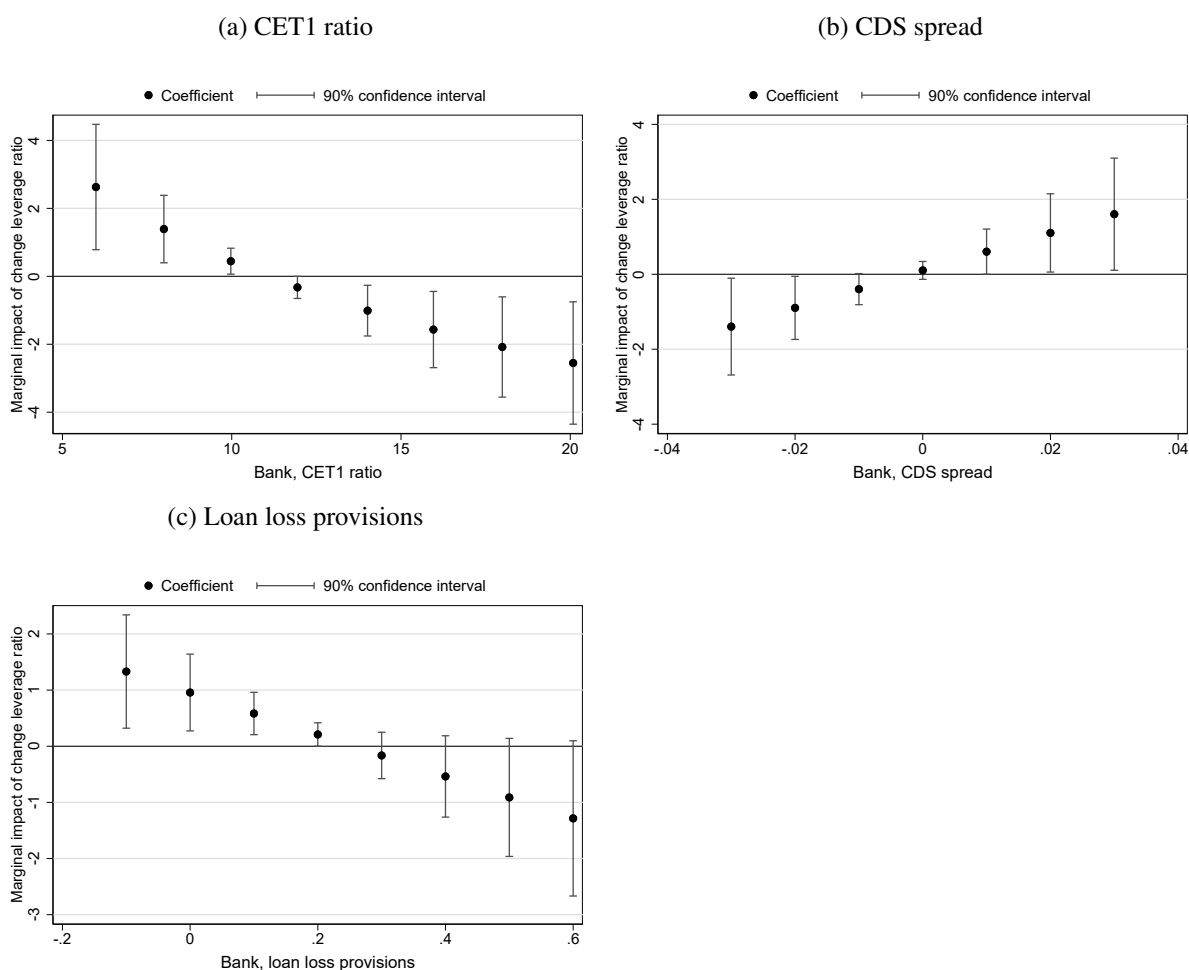 (a) CET1 ratio
Coefficient 90% confidence interval
Marginal impact of change leverage ratio
4
2
0
-2
-4
5 10 15 20
Bank, CET1 ratio
(b) CDS spread
Coefficient 90% confidence interval
Marginal impact of change leverage ratio
4
2
0
-2
-4
-.04 -.02 0 .02 .04
Bank, CDS spread
(c) Loan loss provisions
Coefficient 90% confidence interval
Marginal impact of change leverage ratio
2
1
0
-1
-2
-3
-.2 0 .2 .4 .6
Bank, loan loss provisions